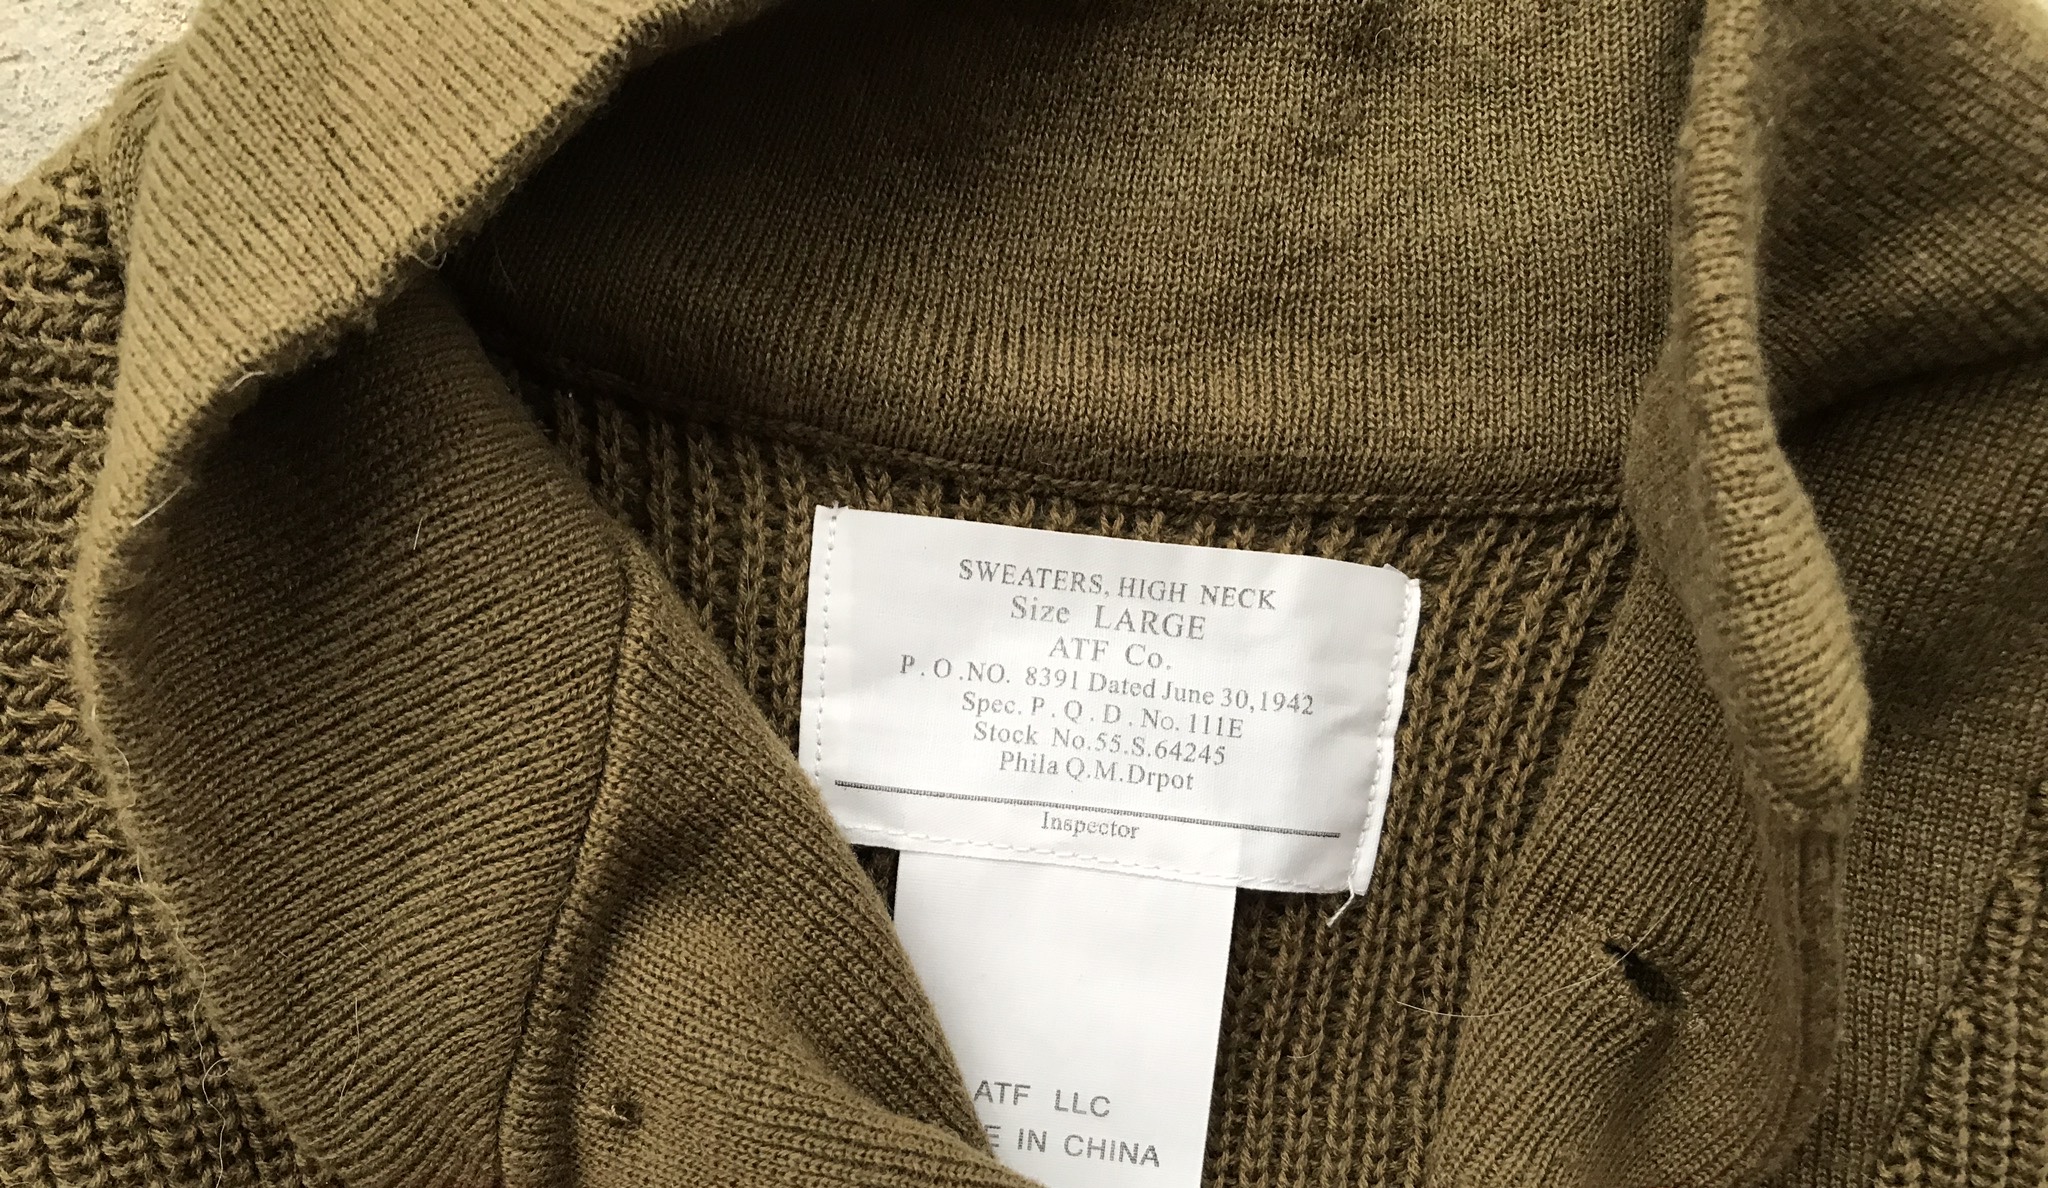 SWEATERS, HIGH NECK
Size LARGE
ATF Co.
P.O.NO. 8391 Dated June 30,1942
Spec. P.Q.D. No. 111E
Stock No.55.S.64245
Phila Q.M.Drpot
Inspector
ATF LLC
E IN CHINA